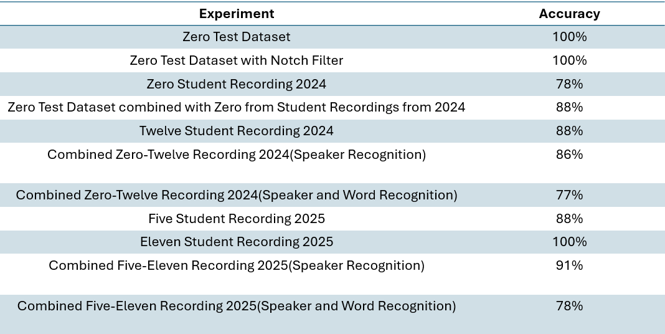 Experiment Accuracy
Zero Test Dataset 100%
Zero Test Dataset with Notch Filter 100%
Zero Student Recording 2024 78%
Zero Test Dataset combined with Zero from Student Recordings from 2024 88%
Twelve Student Recording 2024 88%
Combined Zero-Twelve Recording 2024(Speaker Recognition) 86%
Combined Zero-Twelve Recording 2024(Speaker and Word Recognition) 77%
Five Student Recording 2025 88%
Eleven Student Recording 2025 100%
Combined Five-Eleven Recording 2025(Speaker Recognition) 91%
Combined Five-Eleven Recording 2025(Speaker and Word Recognition) 78%